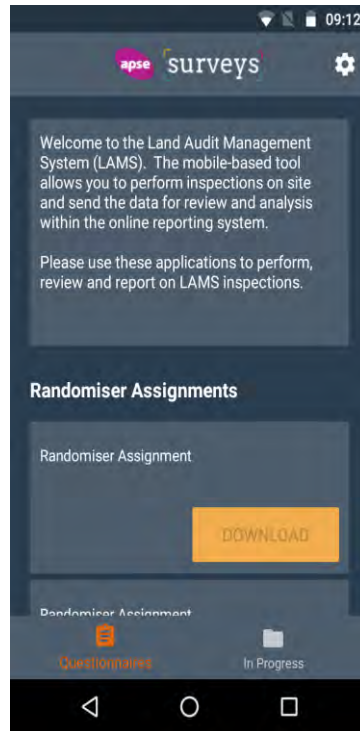 09:12
apse surveys
Welcome to the Land Audit Management
System (LAMS). The mobile-based tool
allows you to perform inspections on site
and send the data for review and analysis
within the online reporting system.
Please use these applications to perform,
review and report on LAMS inspections.
Randomiser Assignments
Randomiser Assignment
DOWNLOAD
Randomiser Assignment
Questionnaires
In Progress